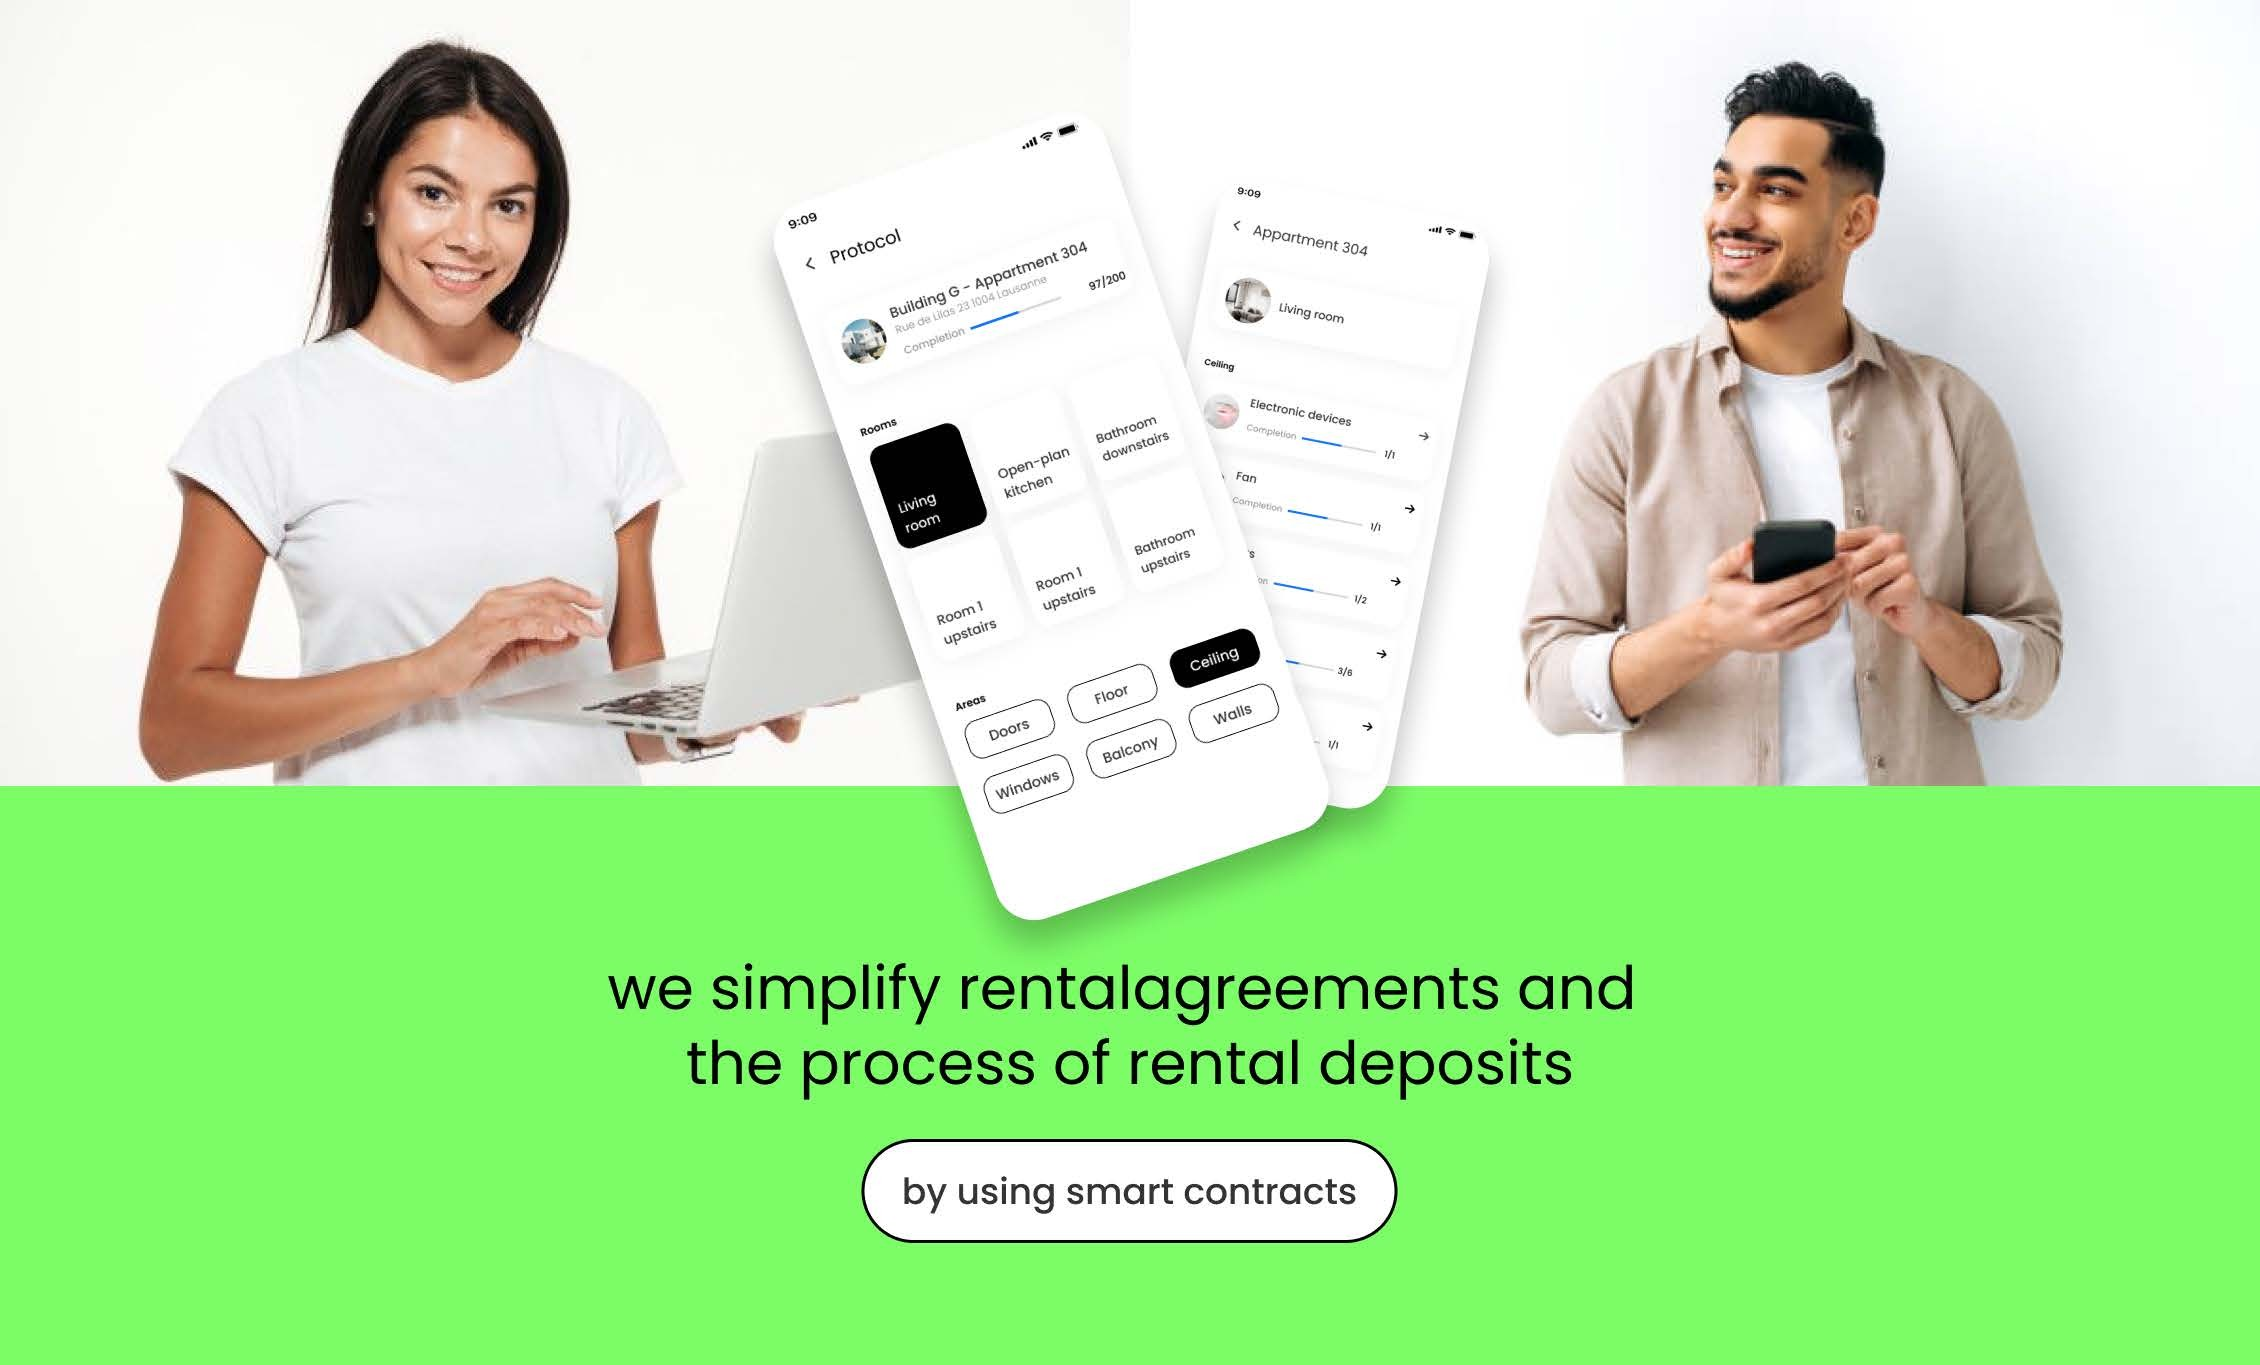 9:09
Protocol
Building G - Appartment 304
Rue de Lilas 23 1004 Lausanne
Completion
97/200
Rooms
Living
room
Open-plan
kitchen
Bathroom
downstairs
Room 1
upstairs
Room 1
upstairs
Bathroom
upstairs
Areas
Doors
Floor
Ceiling
Windows
Balcony
Walls
9:09
Appartment 304
Living room
Ceiling
Electronic devices
Completion
1/1
Fan
Completion
1/1
s
on
1/2
3/6
1/1
we simplify rentalagreements and
the process of rental deposits
by using smart contracts